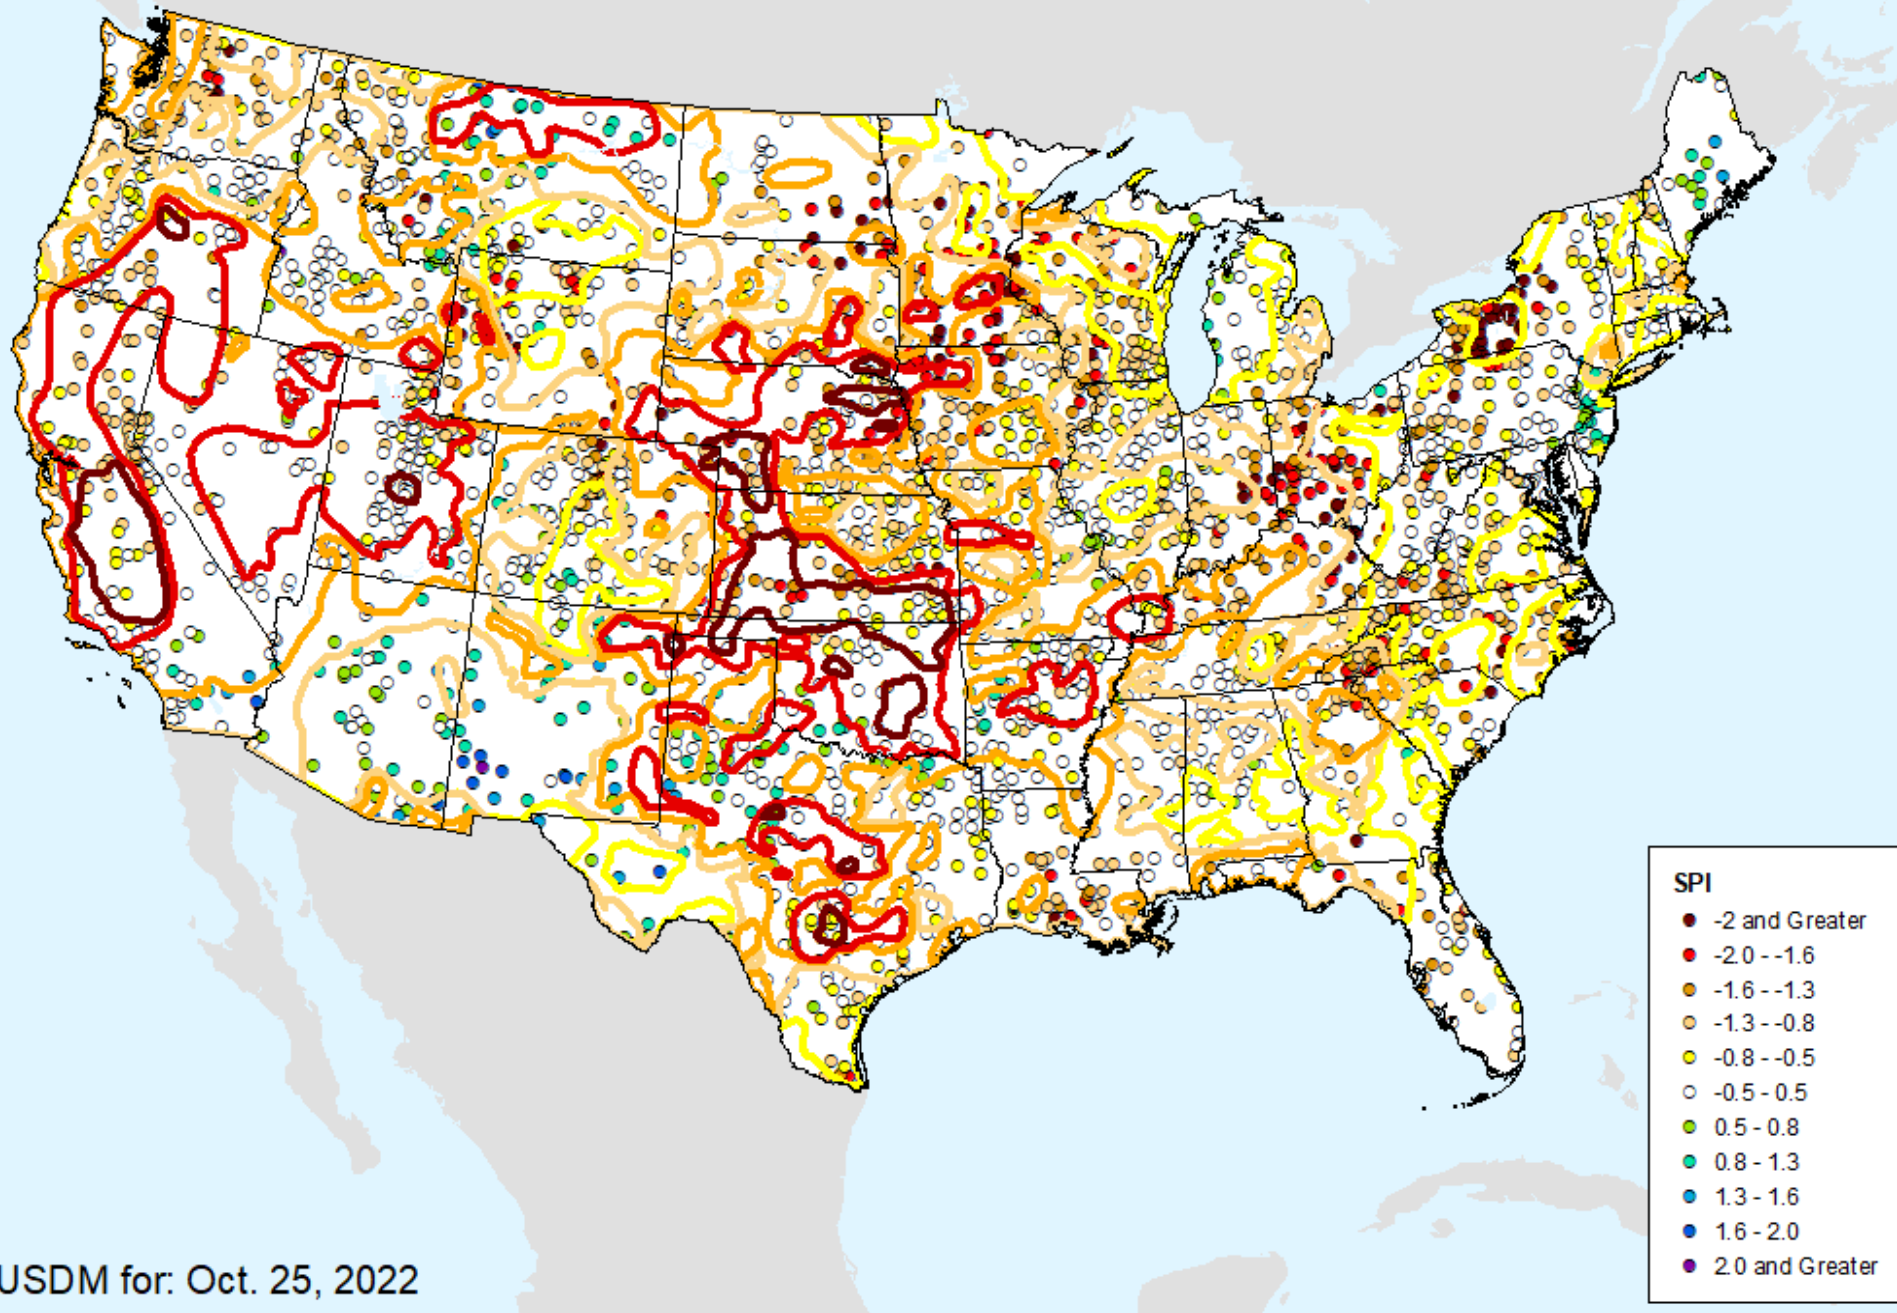 SPI
-2 and Greater
-2.0 - -1.6
-1.6 - -1.3
-1.3 - -0.8
-0.8 - -0.5
-0.5 - 0.5
0.5 - 0.8
0.8 - 1.3
1.3 - 1.6
1.6 - 2.0
2.0 and Greater
USDM for: Oct. 25, 2022